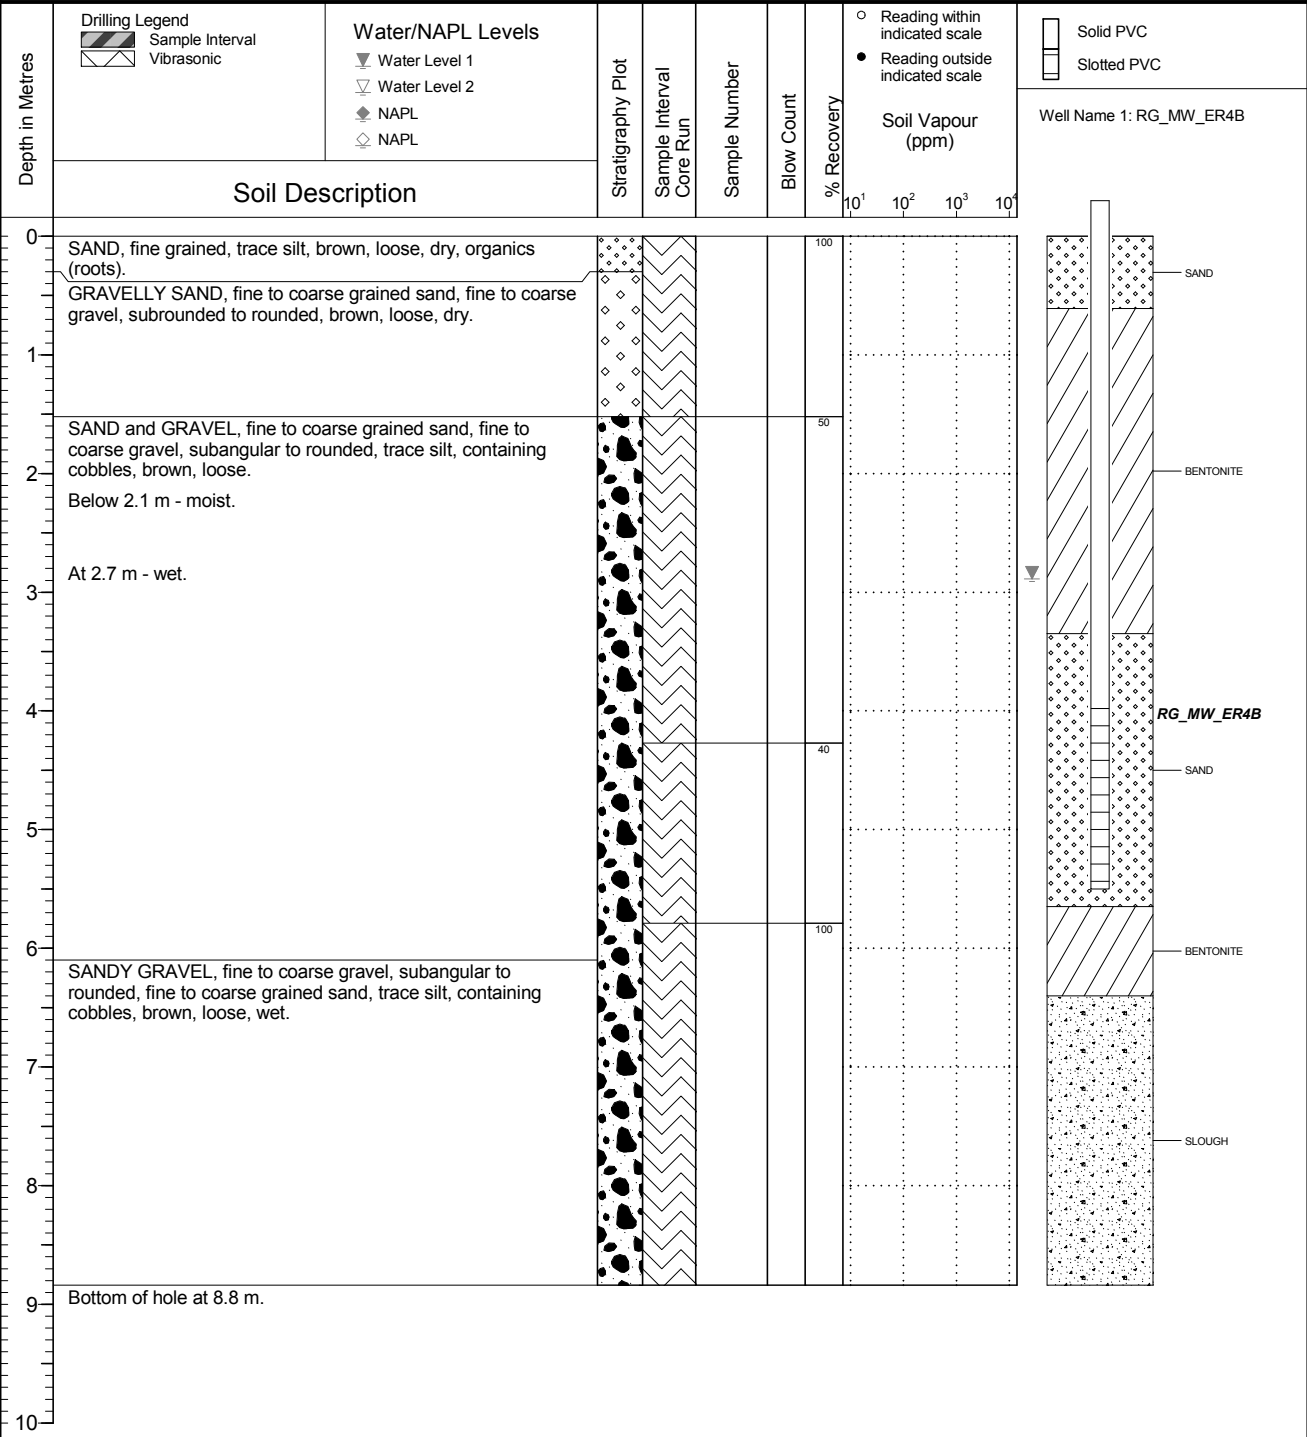 Depth in Metres
Drilling Legend
Sample Interval
Vibrasonic
Water/NAPL Levels
Water Level 1
Water Level 2
NAPL
NAPL
Soil Description
Stratigraphy Plot
Sample Interval
Core Run
Sample Number
Blow Count
% Recovery
Reading within
indicated scale
Reading outside
indicated scale
Soil Vapour
(ppm)
10¹ 10² 10³ 10⁴
Solid PVC
Slotted PVC
Well Name 1: RG_MW_ER4B
0
SAND, fine grained, trace silt, brown, loose, dry, organics
(roots).
100
SAND
GRAVELLY SAND, fine to coarse grained sand, fine to coarse
gravel, subrounded to rounded, brown, loose, dry.
1
SAND and GRAVEL, fine to coarse grained sand, fine to
coarse gravel, subangular to rounded, trace silt, containing
cobbles, brown, loose.
50
2
BENTONITE
Below 2.1 m - moist.
At 2.7 m - wet.
3
4
RG_MW_ER4B
40
SAND
5
100
6
BENTONITE
SANDY GRAVEL, fine to coarse gravel, subangular to
rounded, fine to coarse grained sand, trace silt, containing
cobbles, brown, loose, wet.
7
SLOUGH
8
9
Bottom of hole at 8.8 m.
10